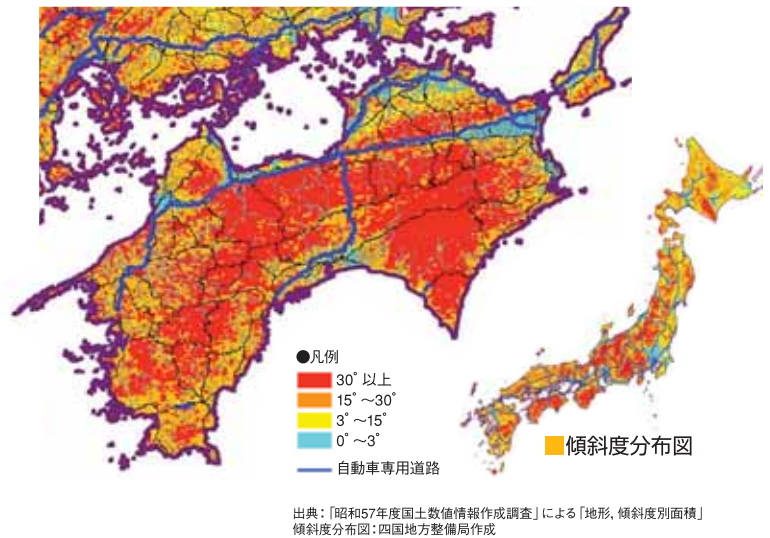 ●凡例
30°以上
15°～30°
3°～15°
0°～3°
自動車専用道路
■傾斜度分布図
出典：「昭和57年度国土数値情報作成調査」による「地形，傾斜度別面積」
傾斜度分布図：四国地方整備局作成